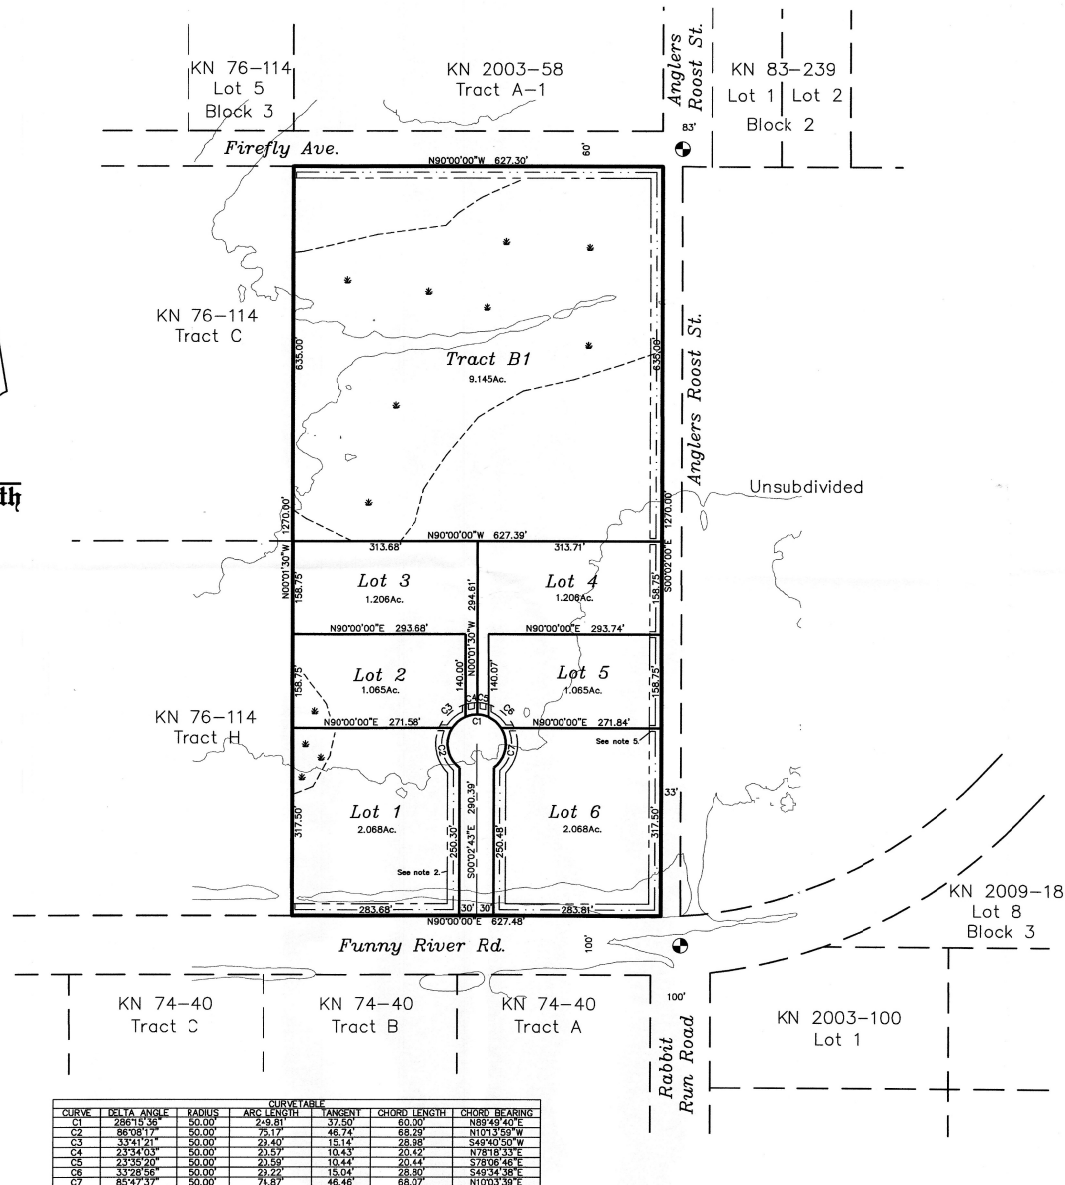 KN 76-114
Lot 5
Block 3
KN 2003-58
Tract A-1
Anglers
Roost St.
KN 83-239
Lot 1 Lot 2
Block 2
83'
Firefly Ave.
60'
N90°00'00"W 627.30'
KN 76-114
Tract C
635.00'
Tract B1
9.145Ac.
635.00'
Anglers Roost St.
th
Unsubdivided
1270.00'
N00°01'30"W
1270.00'
S00°02'00"E
N90°00'00"W 627.39'
313.68'
313.71'
Lot 3
1.206Ac.
158.75'
294.61'
N00°01'30"W
Lot 4
1.206Ac.
158.75'
N90°00'00"E 293.68'
N90°00'00"E 293.74'
Lot 2
1.065Ac.
158.75'
140.00'
140.07'
Lot 5
1.065Ac.
158.75'
C3
C4
C5
C6
C1
KN 76-114
Tract H
N90°00'00"E 271.58'
N90°00'00"E 271.84'
See note 5.
C2
C7
Lot 1
2.068Ac.
317.50'
250.30'
S00°02'43"E 290.39'
250.48'
Lot 6
2.068Ac.
317.50'
33'
See note 2.
283.68'
30'
30'
283.81'
N90°00'00"E 627.48'
KN 2009-18
Lot 8
Block 3
Funny River Rd.
100'
KN 74-40
Tract C
KN 74-40
Tract B
KN 74-40
Tract A
100'
Rabbit
Run Road
KN 2003-100
Lot 1
CURVETABLE
CURVE DELTA ANGLE RADIUS ARC LENGTH TANGENT CHORD LENGTH CHORD BEARING
C1 286°15'36" 50.00' 249.81' 37.50' 60.00' N89°49'40"E
C2 86°08'17" 50.00' 75.17' 46.74' 68.29' N10°13'59"W
C3 33°41'21" 50.00' 29.40' 15.14' 28.98' S49°40'50"W
C4 23°34'03" 50.00' 20.57' 10.43' 20.42' N78°18'33"E
C5 23°35'20" 50.00' 20.59' 10.44' 20.44' S78°06'46"E
C6 33°28'56" 50.00' 29.22' 15.04' 28.80' S49°34'38"E
C7 85°47'37" 50.00' 74.87' 46.46' 68.07' N10°03'39"E